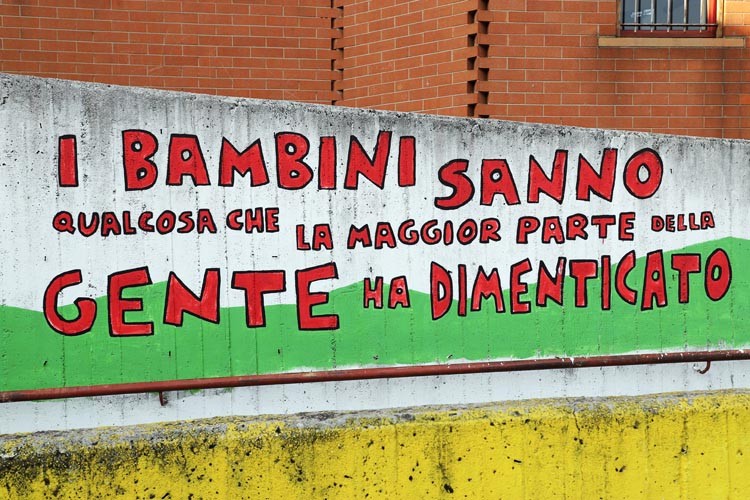 I BAMBINI SANNO
QUALCOSA CHE LA MAGGIOR PARTE DELLA
GENTE HA DIMENTICATO